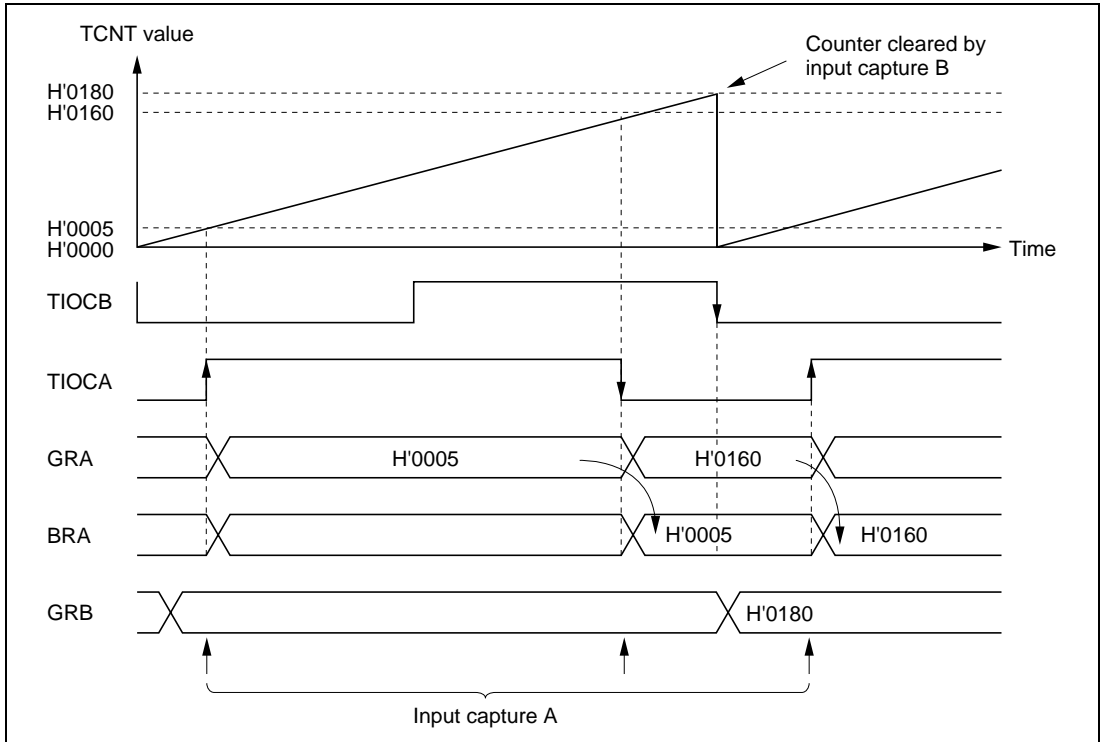 TCNT value
Counter cleared by
input capture B
H'0180
H'0160
H'0005
H'0000
Time
TIOCB
TIOCA
GRA
H'0005
H'0160
BRA
H'0005
H'0160
GRB
H'0180
Input capture A